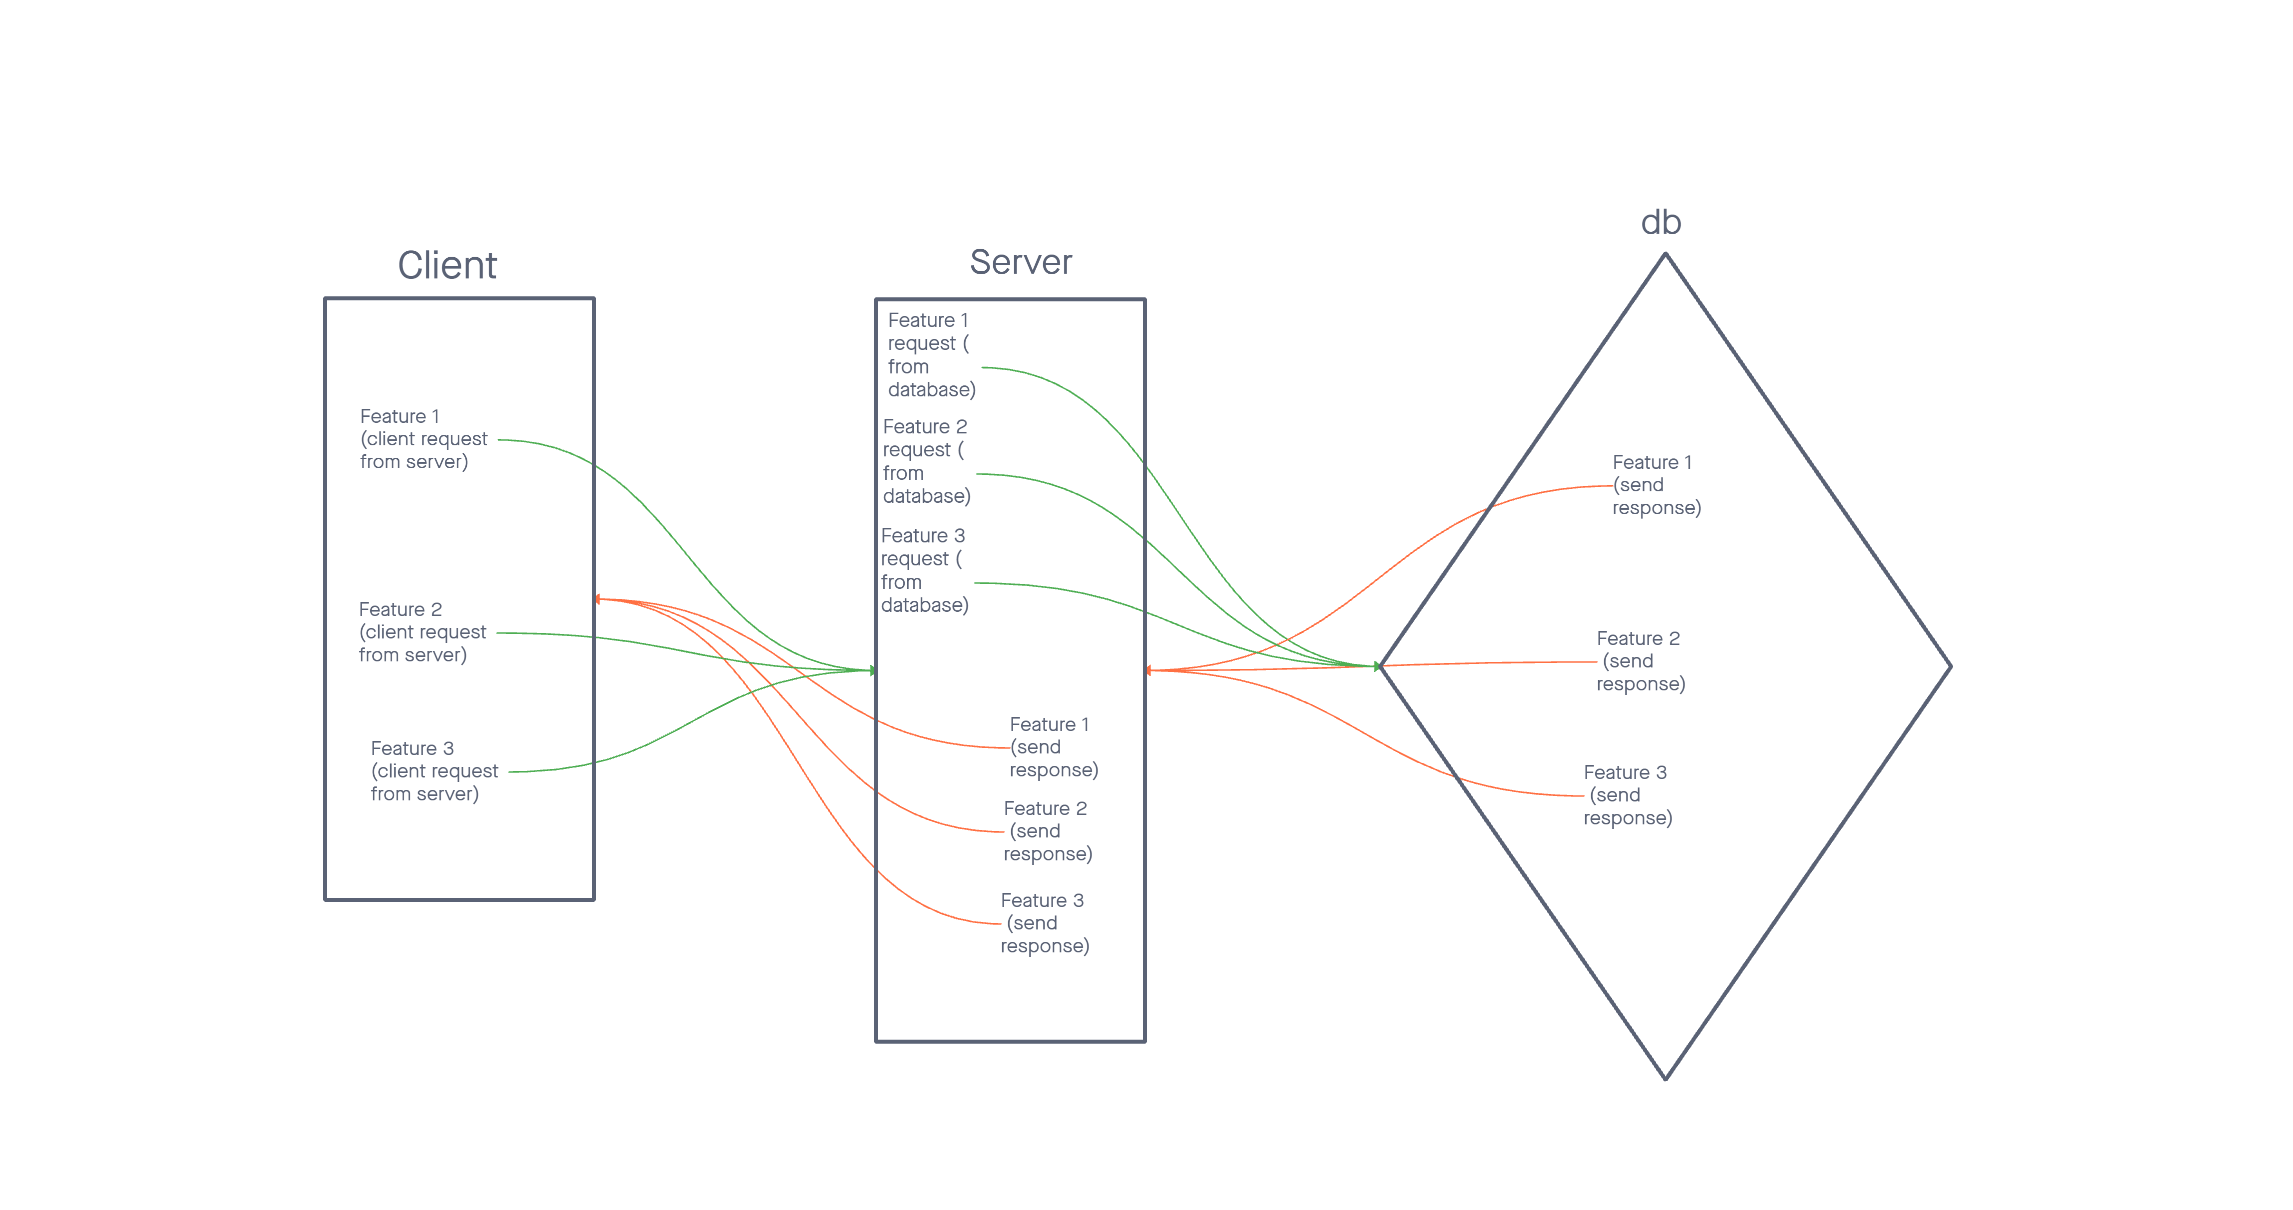 Client
Feature 1
(client request
from server)
Feature 2
(client request
from server)
Feature 3
(client request
from server)
Server
Feature 1
request (
from
database)
Feature 2
request (
from
database)
Feature 3
request (
from
database)
Feature 1
(send
response)
Feature 2
(send
response)
Feature 3
(send
response)
db
Feature 1
(send
response)
Feature 2
(send
response)
Feature 3
(send
response)